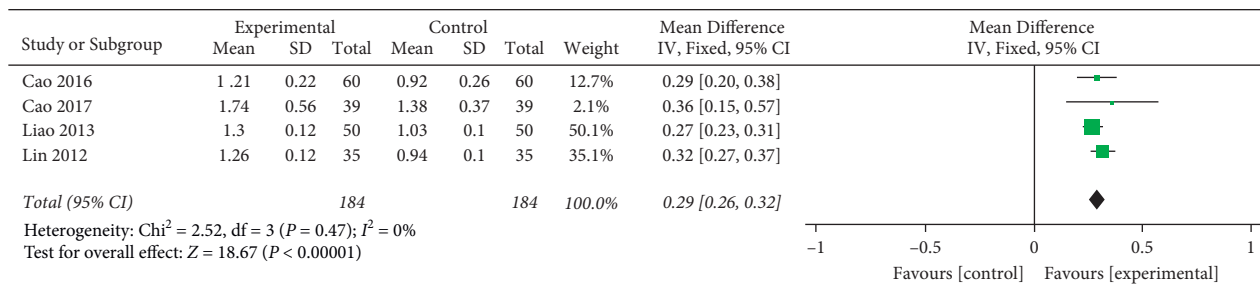 Experimental Control Mean Difference Mean Difference
Study or Subgroup Mean SD Total Mean SD Total Weight IV, Fixed, 95% CI IV, Fixed, 95% CI
Cao 2016 1 .21 0.22 60 0.92 0.26 60 12.7% 0.29 [0.20, 0.38]
Cao 2017 1.74 0.56 39 1.38 0.37 39 2.1% 0.36 [0.15, 0.57]
Liao 2013 1.3 0.12 50 1.03 0.1 50 50.1% 0.27 [0.23, 0.31]
Lin 2012 1.26 0.12 35 0.94 0.1 35 35.1% 0.32 [0.27, 0.37]
Total (95% CI) 184 184 100.0% 0.29 [0.26, 0.32]
Heterogeneity: Chi² = 2.52, df = 3 (P = 0.47); I² = 0%
Test for overall effect: Z = 18.67 (P < 0.00001)
–1 –0.5 0 0.5 1
Favours [control] Favours [experimental]